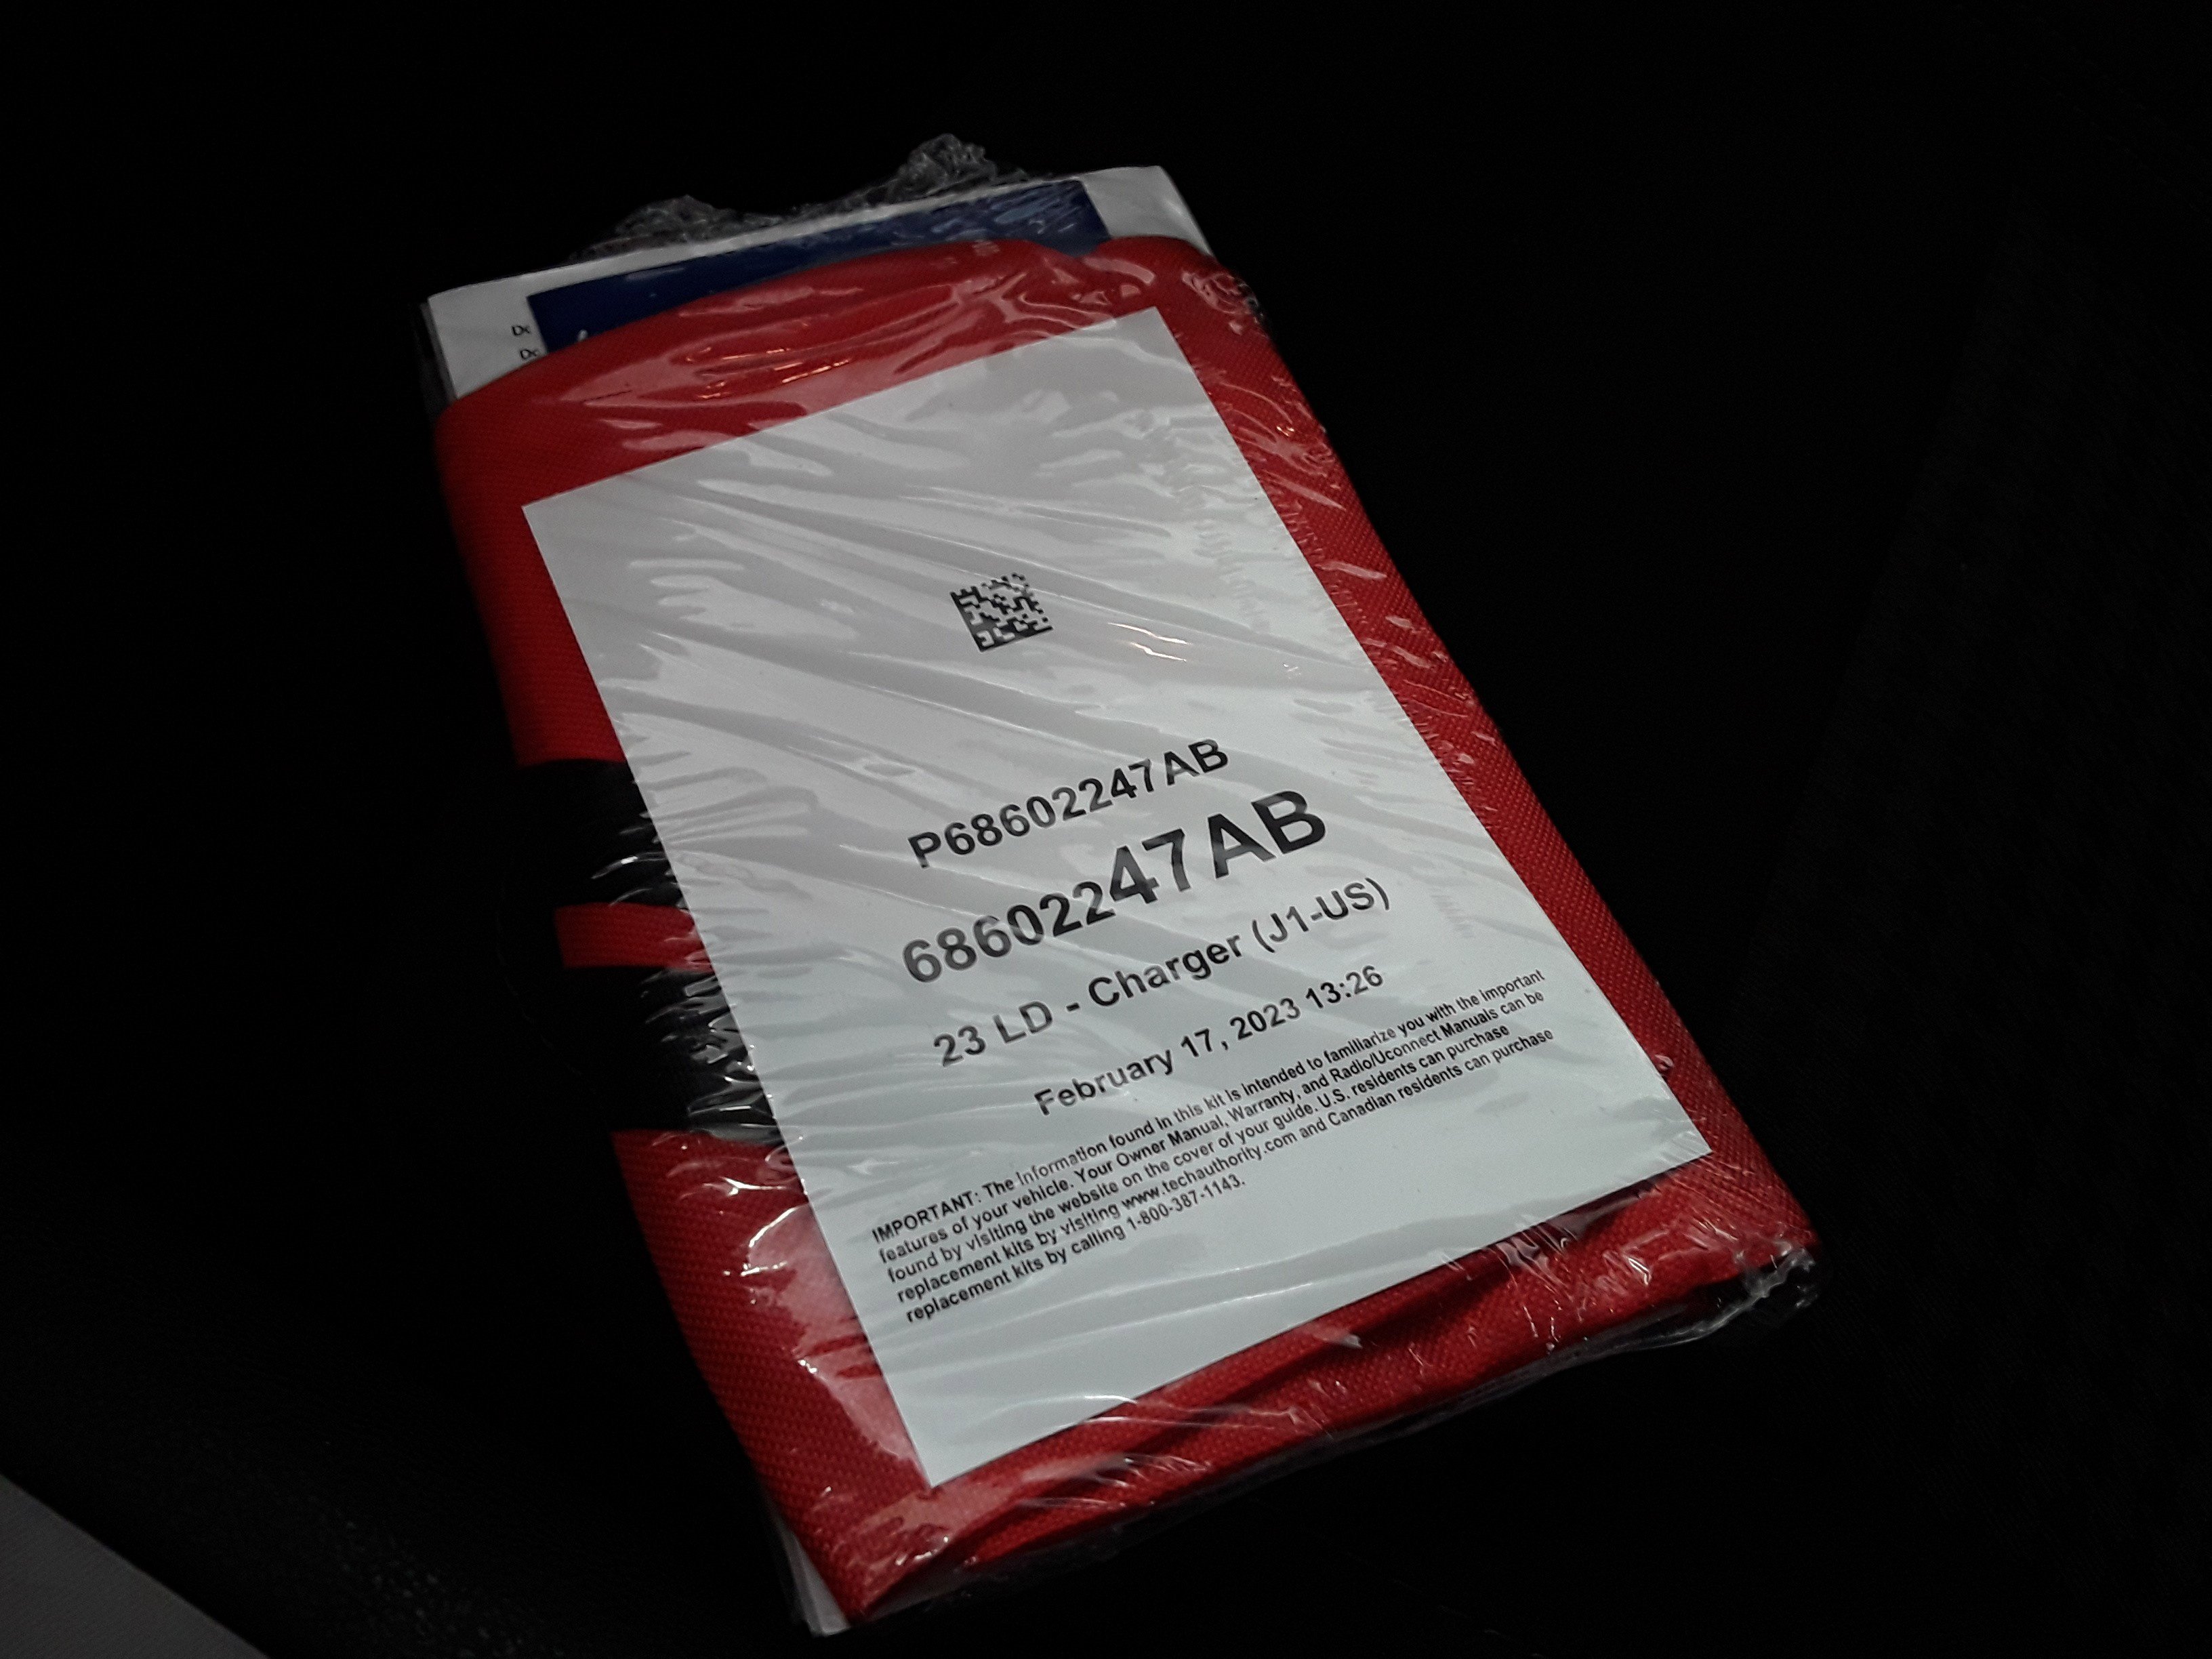 De
De
P68602247AB
68602247AB
23 LD - Charger (J1-US)
February 17, 2023 13:26
IMPORTANT: The information found in this kit is intended to familiarize you with the important
features of your vehicle. Your Owner Manual, Warranty, and Radio/Uconnect Manuals can be
found by visiting the website on the cover of your guide. U.S. residents can purchase
replacement kits by visiting www.techauthority.com and Canadian residents can purchase
replacement kits by calling 1-800-387-1143.